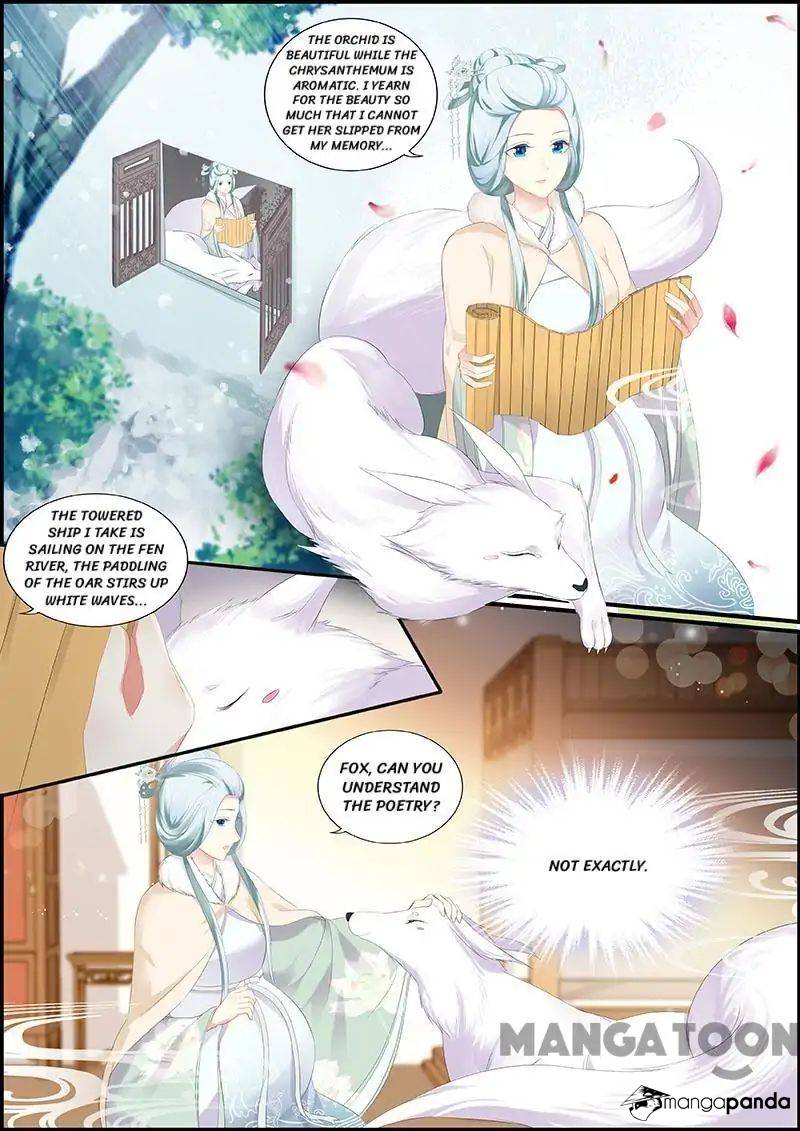 THE ORCHID IS
BEAUTIFUL WHILE THE
CHRYSANTHEMUM IS
AROMATIC. I YEARN
FOR THE BEAUTY SO
MUCH THAT I CANNOT
GET HER SLIPPED FROM
MY MEMORY...
THE TOWERED
SHIP I TAKE IS
SAILING ON THE FEN
RIVER, THE PADDLING
OF THE OAR STIRS UP
WHITE WAVES...
FOX, CAN YOU
UNDERSTAND
THE POETRY?
NOT EXACTLY.
MANGATOON
mangapanda